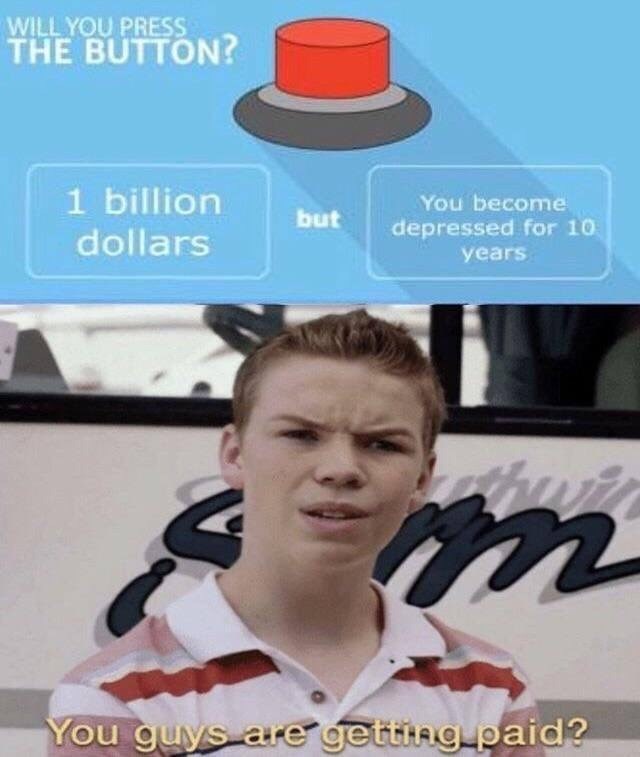 WILL YOU PRESS
THE BUTTON?
1 billion
dollars
but
You become
depressed for 10
years
You guys are getting paid?